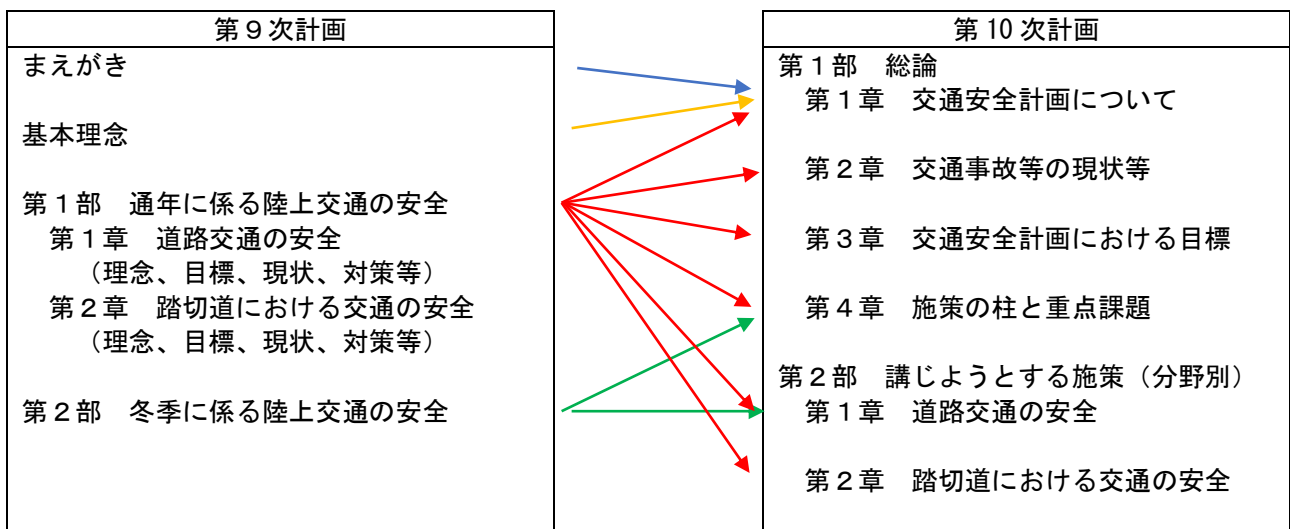 第９次計画
まえがき
基本理念
第１部　通年に係る陸上交通の安全
第１章　道路交通の安全
（理念、目標、現状、対策等）
第２章　踏切道における交通の安全
（理念、目標、現状、対策等）
第２部　冬季に係る陸上交通の安全
第 10 次計画
第１部　総論
第１章　交通安全計画について
第２章　交通事故等の現状等
第３章　交通安全計画における目標
第４章　施策の柱と重点課題
第２部　講じようとする施策（分野別）
第１章　道路交通の安全
第２章　踏切道における交通の安全